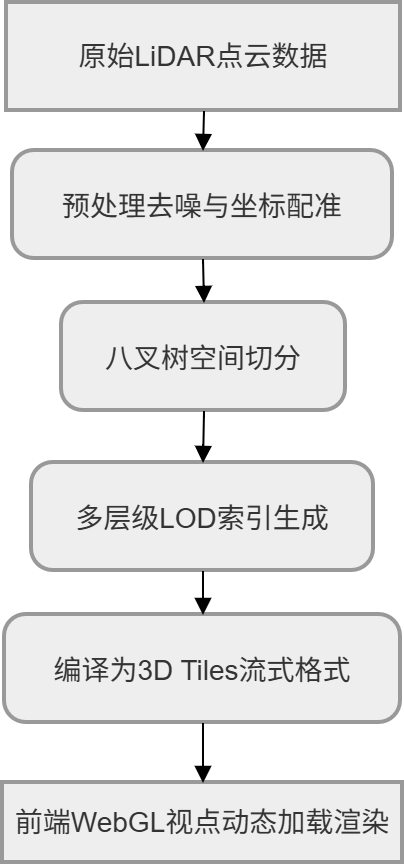 原始LiDAR点云数据
预处理去噪与坐标配准
八叉树空间切分
多层级LOD索引生成
编译为3D Tiles流式格式
前端WebGL视点动态加载渲染